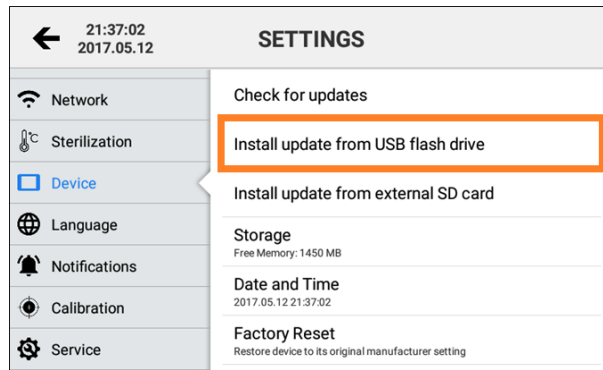 21:37:02
2017.05.12
SETTINGS
Network
°C
Sterilization
Device
Language
Notifications
Calibration
Service
Check for updates
Install update from USB flash drive
Install update from external SD card
Storage
Free Memory: 1450 MB
Date and Time
2017.05.12 21:37:02
Factory Reset
Restore device to its original manufacturer setting